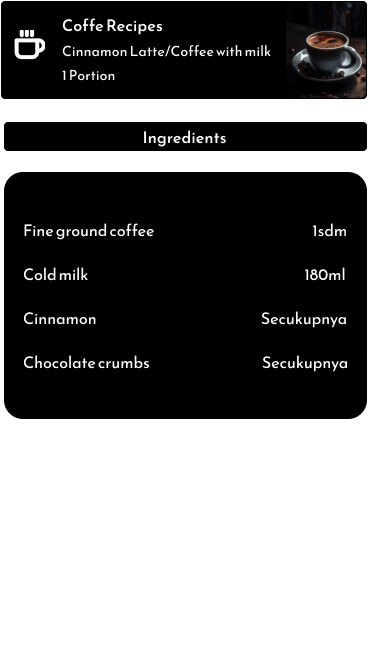 Coffe Recipes
Cinnamon Latte/Coffee with milk
1 Portion
Ingredients
Fine ground coffee 1sdm
Cold milk 180ml
Cinnamon Secukupnya
Chocolate crumbs Secukupnya